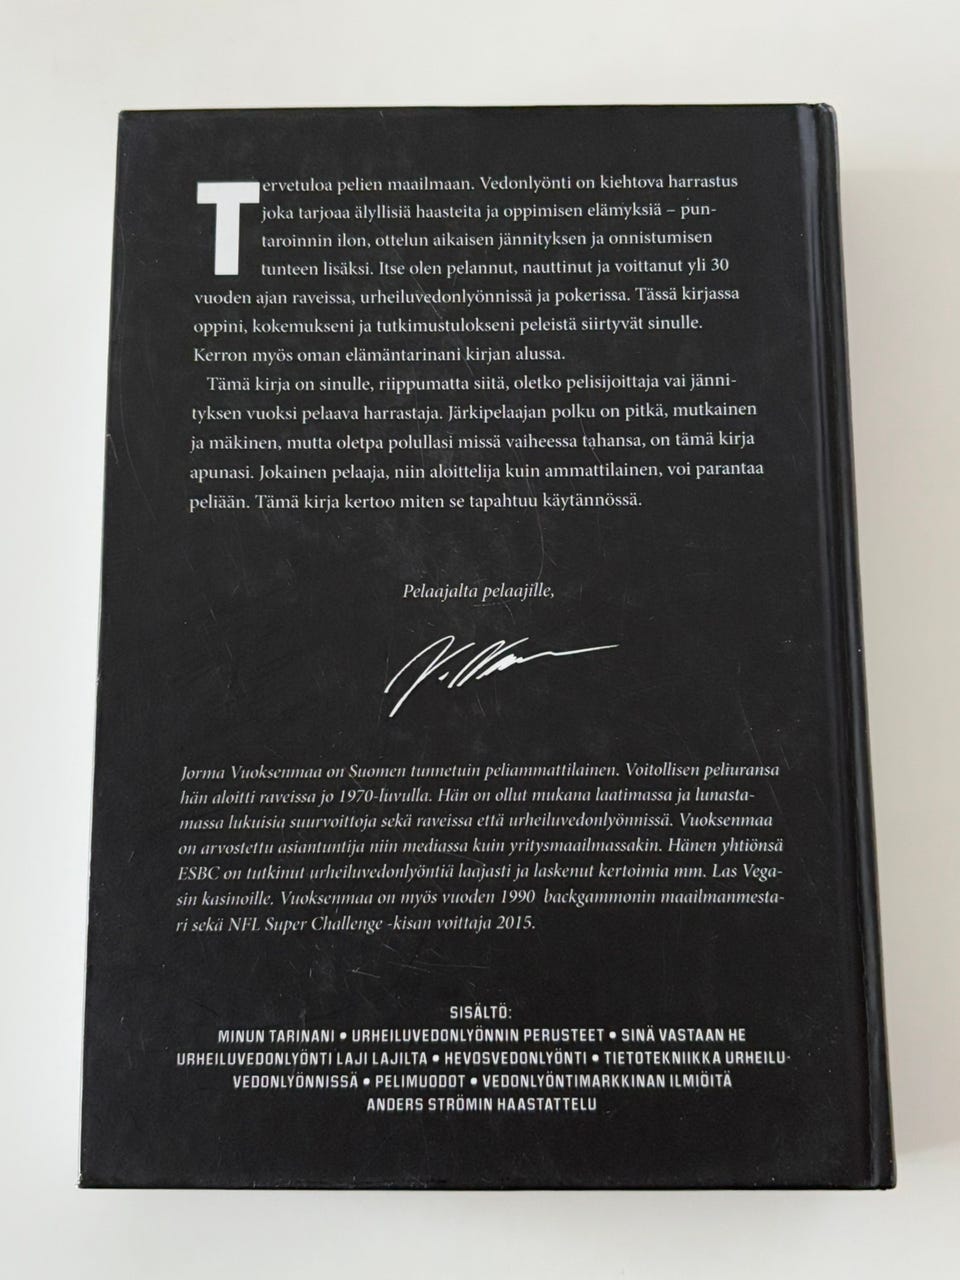 Tervetuloa pelien maailmaan. Vedonlyönti on kiehtova harrastus
joka tarjoaa älyllisiä haasteita ja oppimisen elämyksiä – pun-
taroinnin ilon, ottelun aikaisen jännityksen ja onnistumisen
tunteen lisäksi. Itse olen pelannut, nauttinut ja voittanut yli 30
vuoden ajan raveissa, urheiluvedonlyönnissä ja pokerissa. Tässä kirjassa
oppini, kokemukseni ja tutkimustulokseni peleistä siirtyvät sinulle.
Kerron myös oman elämäntarinani kirjan alussa.
Tämä kirja on sinulle, riippumatta siitä, oletko pelisijoittaja vai jänni-
tyksen vuoksi pelaava harrastaja. Järkipelaajan polku on pitkä, mutkainen
ja mäkinen, mutta oletpa polullasi missä vaiheessa tahansa, on tämä kirja
apunasi. Jokainen pelaaja, niin aloittelija kuin ammattilainen, voi parantaa
peliään. Tämä kirja kertoo miten se tapahtuu käytännössä.
Pelaajalta pelaajille,
Jorma Vuoksenmaa on Suomen tunnetuin peliammattilainen. Voitollisen peliuransa
hän aloitti raveissa jo 1970-luvulla. Hän on ollut mukana laatimassa ja lunasta-
massa lukuisia suurvoittoja sekä raveissa että urheiluvedonlyönnissä. Vuoksenmaa
on arvostettu asiantuntija niin mediassa kuin yritysmaailmassakin. Hänen yhtiönsä
ESBC on tutkinut urheiluvedonlyöntiä laajasti ja laskenut kertoimia mm. Las Vega-
sin kasinoille. Vuoksenmaa on myös vuoden 1990 backgammonin maailmanmesta-
ri sekä NFL Super Challenge -kisan voittaja 2015.
SISÄLTÖ:
MINUN TARINANI • URHEILUVEDONLYÖNNIN PERUSTEET • SINÄ VASTAAN HE
URHEILUVEDONLYÖNTI LAJI LAJILTA • HEVOSVEDONLYÖNTI • TIETOTEKNIIKKA URHEILU-
VEDONLYÖNNISSÄ • PELIMUODOT • VEDONLYÖNTIMARKKINAN ILMIÖITÄ
ANDERS STRÖMIN HAASTATTELU